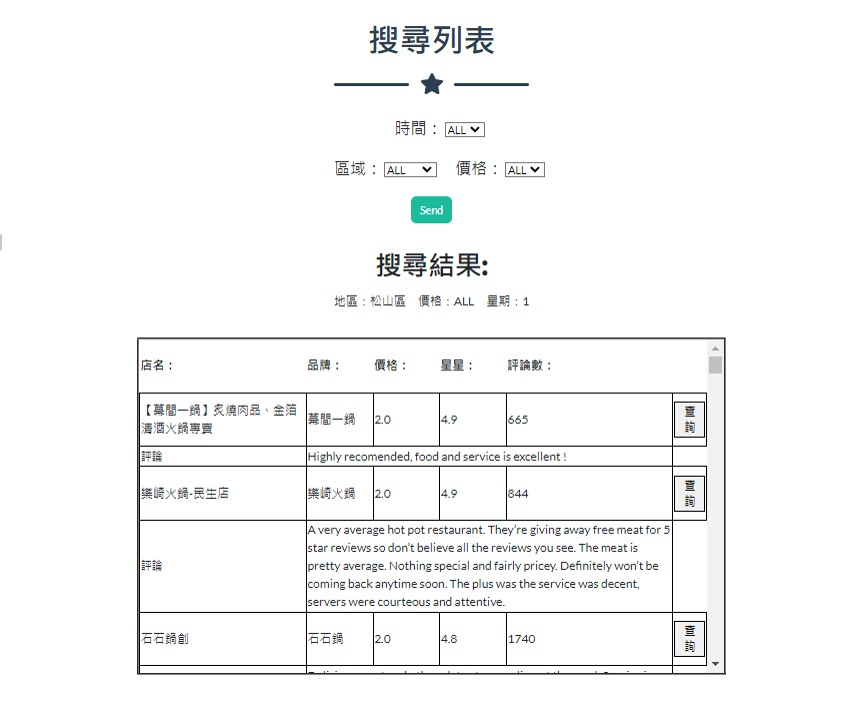 搜尋列表
時間： ALL
區域： ALL 價格： ALL
Send
搜尋結果:
地區：松山區 價格：ALL 星期：1
店名： 品牌： 價格： 星星： 評論數：
【幕間一鍋】炙燒肉品、金箔
清酒火鍋專賣 幕間一鍋 2.0 4.9 665 查詢
評論 Highly recomended, food and service is excellent !
樂崎火鍋-民生店 樂崎火鍋 2.0 4.9 844 查詢
評論
A very average hot pot restaurant. They're giving away free meat for 5
star reviews so don't believe all the reviews you see. The meat is
pretty average. Nothing special and fairly pricey. Definitely won't be
coming back anytime soon. The plus was the service was decent,
servers were courteous and attentive.
石石鍋創 石石鍋 2.0 4.8 1740 查詢